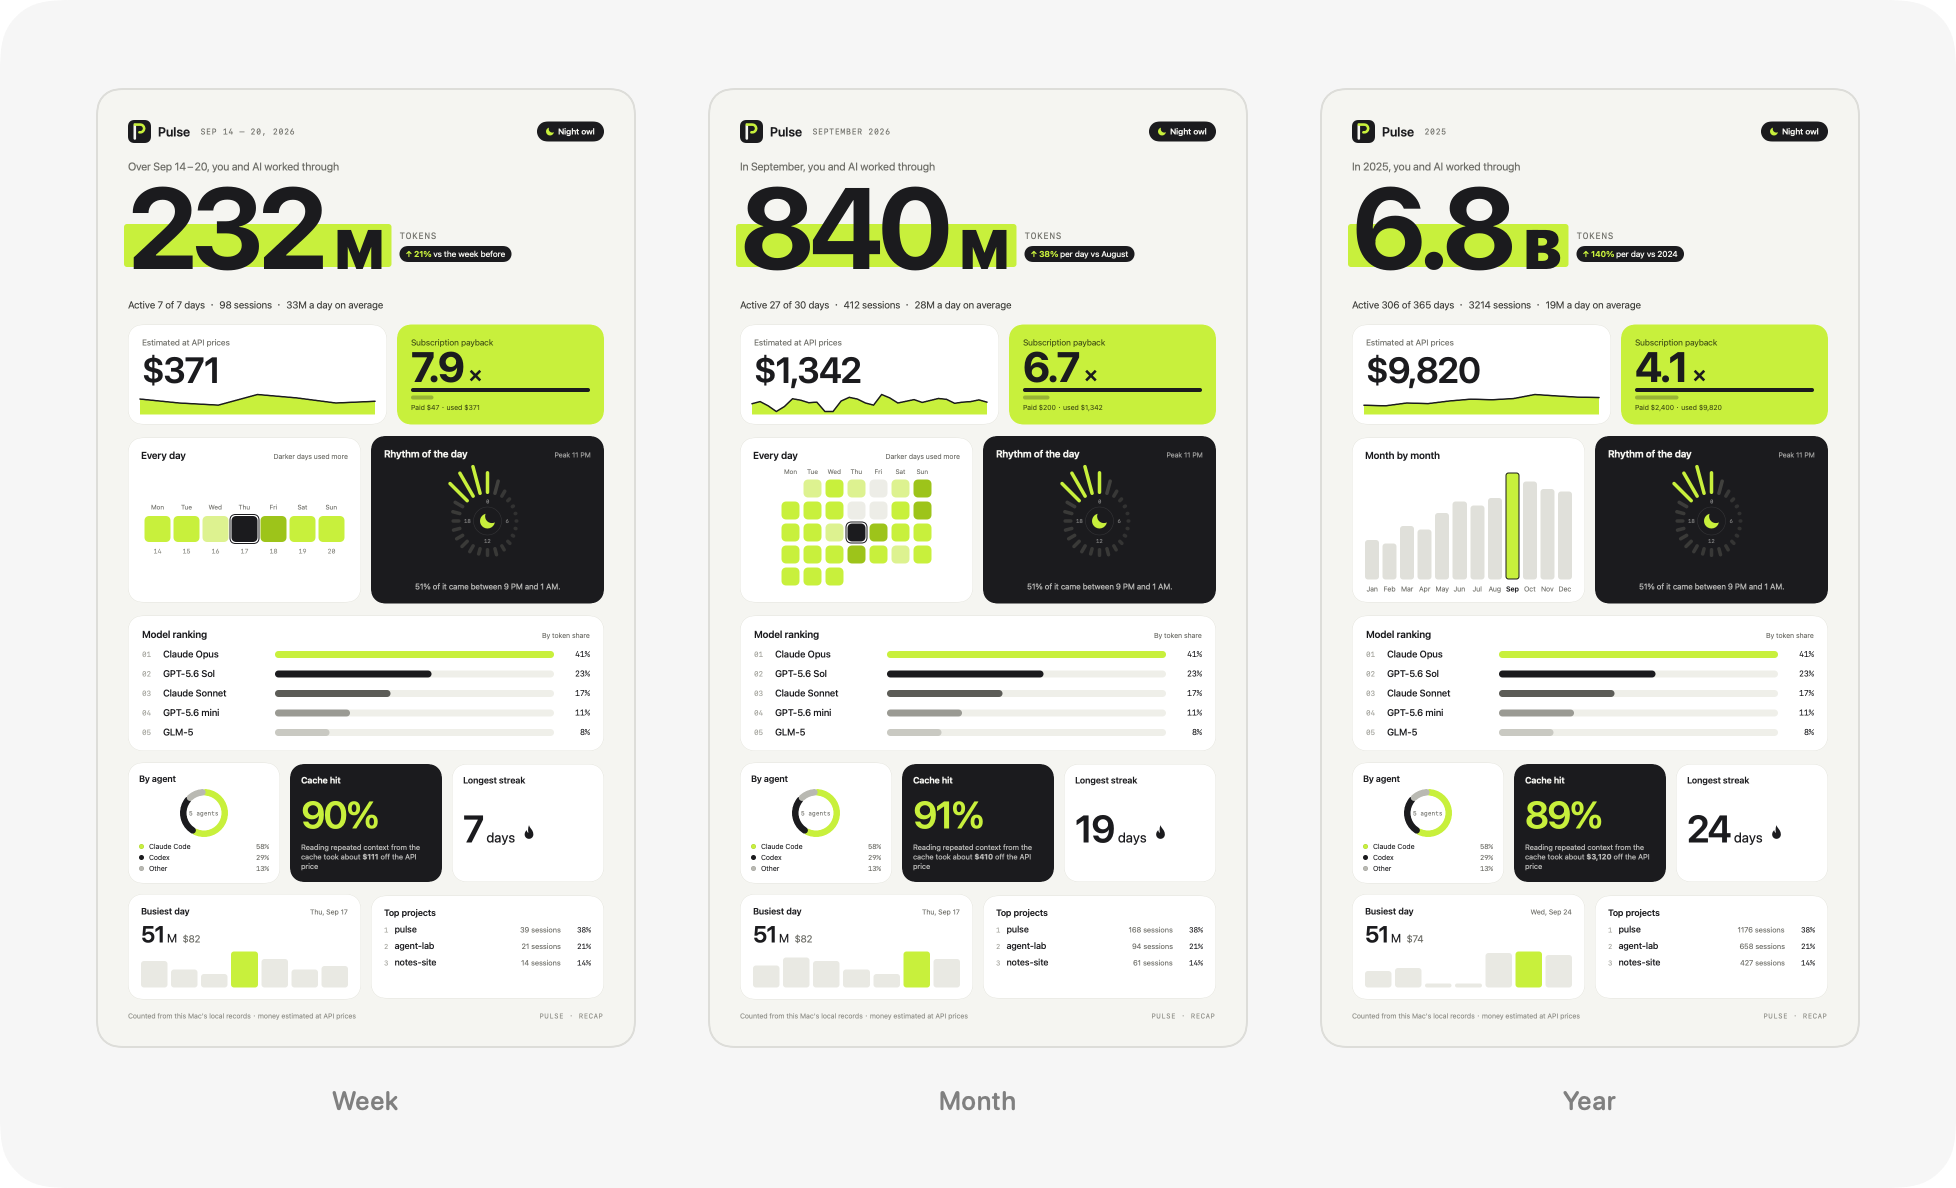 Pulse SEP 14 — 20, 2026
Night owl
Over Sep 14–20, you and AI worked through
232 M
TOKENS
↑ 21% vs the week before
Active 7 of 7 days · 98 sessions · 33M a day on average
Estimated at API prices
$371
Subscription payback
7.9 ×
Paid $47 · used $371
Every day
Darker days used more
Mon Tue Wed Thu Fri Sat Sun
14 15 16 17 18 19 20
Rhythm of the day
Peak 11 PM
0
18 6
12
51% of it came between 9 PM and 1 AM.
Model ranking
By token share
01 Claude Opus 41%
02 GPT-5.6 Sol 23%
03 Claude Sonnet 17%
04 GPT-5.6 mini 11%
05 GLM-5 8%
By agent
5 agents
Claude Code 58%
Codex 29%
Other 13%
Cache hit
90%
Reading repeated context from the
cache took about $111 off the API
price
Longest streak
7 days
Busiest day
Thu, Sep 17
51 M $82
Top projects
1 pulse 39 sessions 38%
2 agent-lab 21 sessions 21%
3 notes-site 14 sessions 14%
Counted from this Mac's local records · money estimated at API prices
PULSE · RECAP
Week
Pulse SEPTEMBER 2026
Night owl
In September, you and AI worked through
840 M
TOKENS
↑ 38% per day vs August
Active 27 of 30 days · 412 sessions · 28M a day on average
Estimated at API prices
$1,342
Subscription payback
6.7 ×
Paid $200 · used $1,342
Every day
Darker days used more
Mon Tue Wed Thu Fri Sat Sun
Rhythm of the day
Peak 11 PM
0
18 6
12
51% of it came between 9 PM and 1 AM.
Model ranking
By token share
01 Claude Opus 41%
02 GPT-5.6 Sol 23%
03 Claude Sonnet 17%
04 GPT-5.6 mini 11%
05 GLM-5 8%
By agent
5 agents
Claude Code 58%
Codex 29%
Other 13%
Cache hit
91%
Reading repeated context from the
cache took about $410 off the API
price
Longest streak
19 days
Busiest day
Thu, Sep 17
51 M $82
Top projects
1 pulse 168 sessions 38%
2 agent-lab 94 sessions 21%
3 notes-site 61 sessions 14%
Counted from this Mac's local records · money estimated at API prices
PULSE · RECAP
Month
Pulse 2025
Night owl
In 2025, you and AI worked through
6.8 B
TOKENS
↑ 140% per day vs 2024
Active 306 of 365 days · 3214 sessions · 19M a day on average
Estimated at API prices
$9,820
Subscription payback
4.1 ×
Paid $2,400 · used $9,820
Month by month
Jan Feb Mar Apr May Jun Jul Aug Sep Oct Nov Dec
Rhythm of the day
Peak 11 PM
0
18 6
12
51% of it came between 9 PM and 1 AM.
Model ranking
By token share
01 Claude Opus 41%
02 GPT-5.6 Sol 23%
03 Claude Sonnet 17%
04 GPT-5.6 mini 11%
05 GLM-5 8%
By agent
5 agents
Claude Code 58%
Codex 29%
Other 13%
Cache hit
89%
Reading repeated context from the
cache took about $3,120 off the API
price
Longest streak
24 days
Busiest day
Wed, Sep 24
51 M $74
Top projects
1 pulse 1176 sessions 38%
2 agent-lab 658 sessions 21%
3 notes-site 427 sessions 14%
Counted from this Mac's local records · money estimated at API prices
PULSE · RECAP
Year